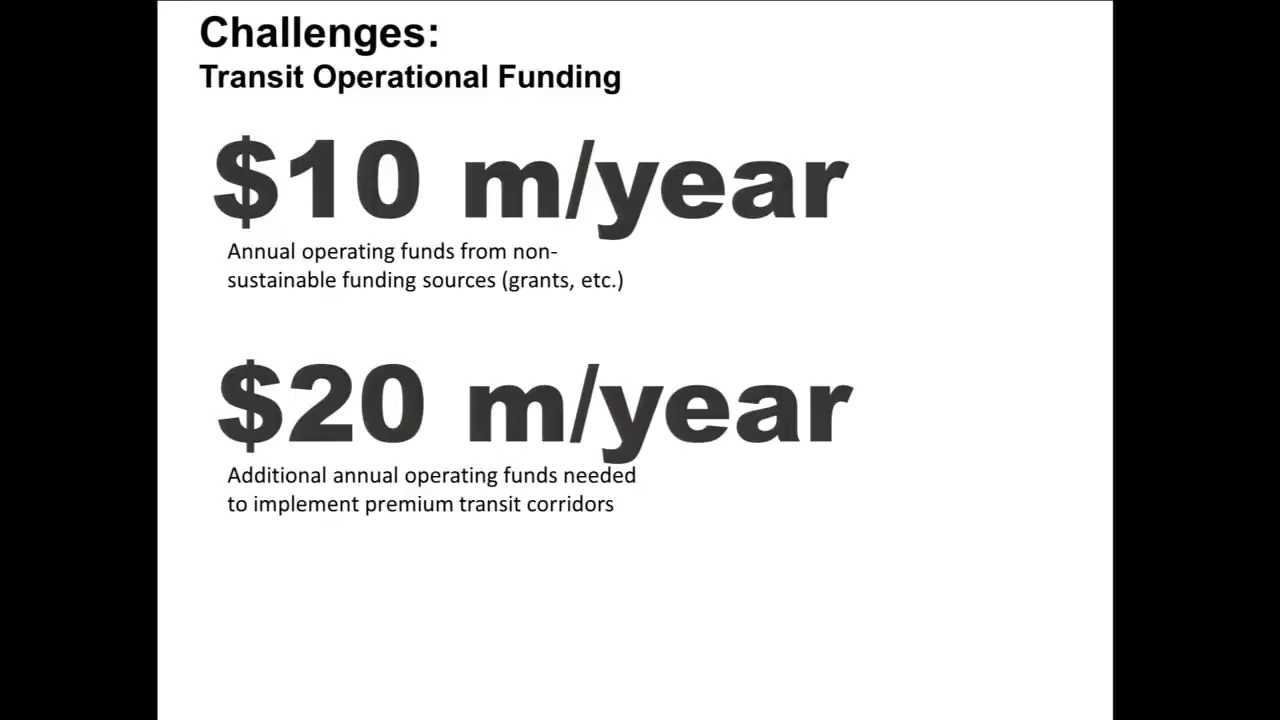 Challenges:
Transit Operational Funding
$10 m/year
Annual operating funds from non-
sustainable funding sources (grants, etc.)
$20 m/year
Additional annual operating funds needed
to implement premium transit corridors